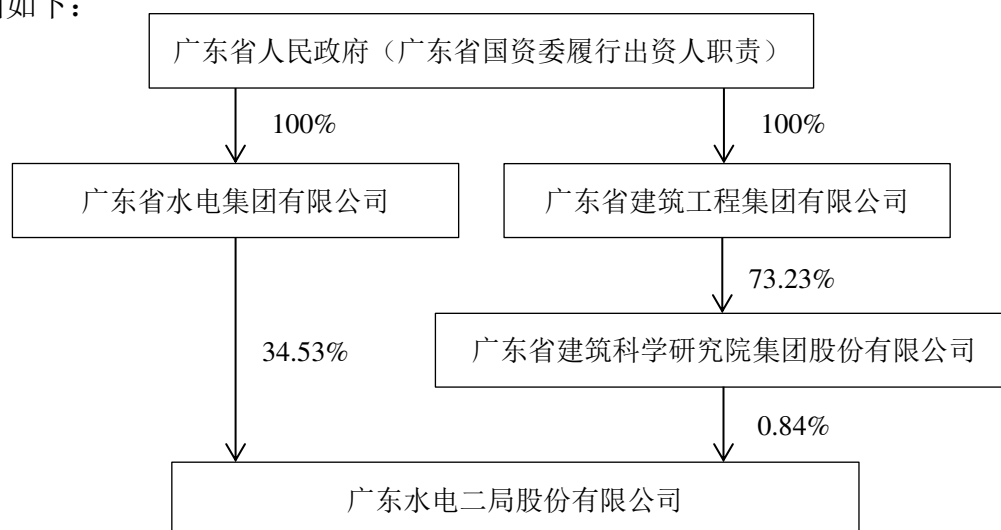 如下：
广东省人民政府（广东省国资委履行出资人职责）
100%
100%
广东省水电集团有限公司
广东省建筑工程集团有限公司
73.23%
34.53%
广东省建筑科学研究院集团股份有限公司
0.84%
广东水电二局股份有限公司